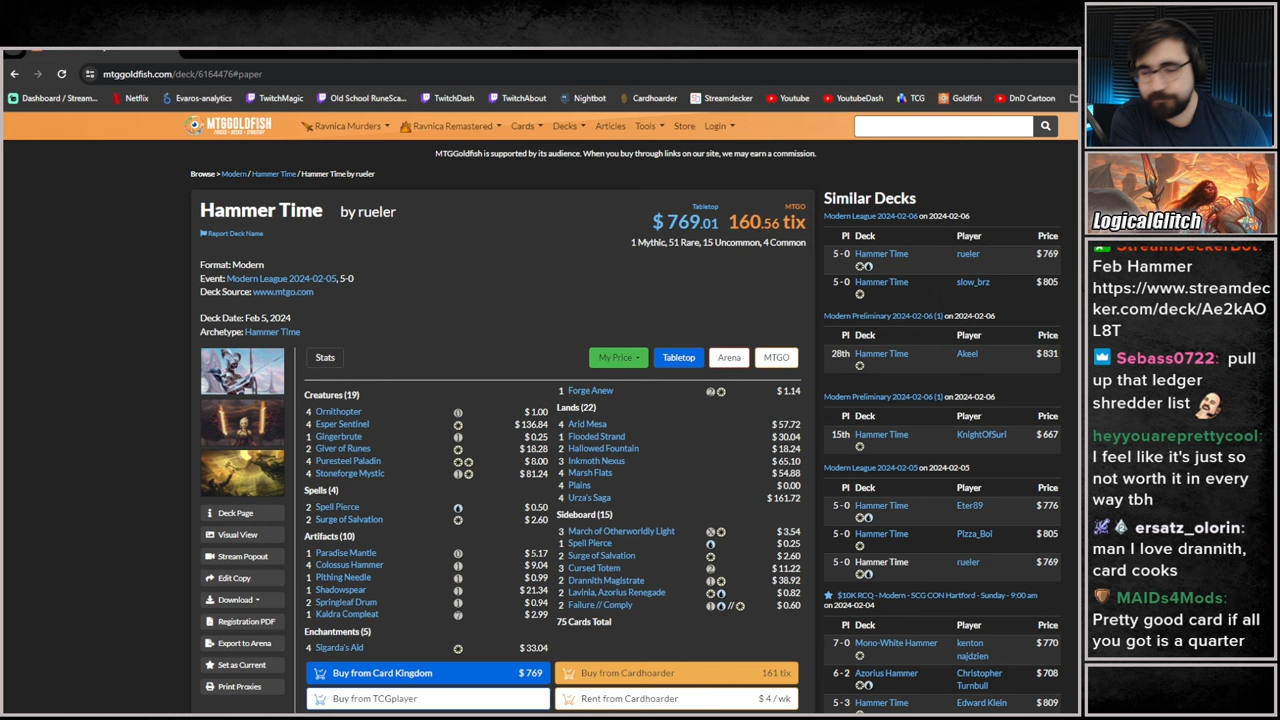 mtggoldfish.com/deck/6164476#paper
Dashboard / Stream...
Netflix
Evaros-analytics
TwitchMagic
Old School RuneSca...
TwitchDash
TwitchAbout
Nightbot
Cardhoarder
Streamdecker
Youtube
YoutubeDash
TCG
Goldfish
DnD Cartoon
MTGGOLDFISH
Ravnica Murders
Ravnica Remastered
Cards
Decks
Articles
Tools
Store
Login
MTGGoldfish is supported by its audience. When you buy through links on our site, we may earn a commission.
Browse > Modern / Hammer Time / Hammer Time by rueler
Hammer Time by rueler
Report Deck Name
Tabletop
$ 769.01
MTGO
160.56 tix
1 Mythic, 51 Rare, 15 Uncommon, 4 Common
Format: Modern
Event: Modern League 2024-02-05, 5-0
Deck Source: www.mtgo.com
Deck Date: Feb 5, 2024
Archetype: Hammer Time
Deck Page
Visual View
Stream Popout
Edit Copy
Download
Registration PDF
Export to Arena
Set as Current
Print Proxies
Stats
My Price
Tabletop
Arena
MTGO
Creatures (19)
4 Ornithopter $ 1.00
4 Esper Sentinel $ 136.84
1 Gingerbrute $ 0.25
2 Giver of Runes $ 18.28
4 Puresteel Paladin $ 8.00
4 Stoneforge Mystic $ 81.24
Spells (4)
2 Spell Pierce $ 0.50
2 Surge of Salvation $ 2.60
Artifacts (10)
1 Paradise Mantle $ 5.17
4 Colossus Hammer $ 9.04
1 Pithing Needle $ 0.99
1 Shadowspear $ 21.34
2 Springleaf Drum $ 0.94
1 Kaldra Compleat $ 2.99
Enchantments (5)
4 Sigarda's Aid $ 33.04
1 Forge Anew $ 1.14
Lands (22)
4 Arid Mesa $ 57.72
1 Flooded Strand $ 30.04
2 Hallowed Fountain $ 18.24
3 Inkmoth Nexus $ 65.10
4 Marsh Flats $ 54.88
4 Plains $ 0.00
4 Urza's Saga $ 161.72
Sideboard (15)
3 March of Otherworldly Light $ 3.54
1 Spell Pierce $ 0.25
2 Surge of Salvation $ 2.60
3 Cursed Totem $ 11.22
2 Drannith Magistrate $ 38.92
2 Lavinia, Azorius Renegade $ 0.82
2 Failure // Comply $ 0.60
75 Cards Total
Buy from Card Kingdom $ 769
Buy from Cardhoarder 161 tix
Buy from TCGplayer
Rent from Cardhoarder $ 4 / wk
Similar Decks
Modern League 2024-02-06 on 2024-02-06
Pl Deck Player Price
5-0 Hammer Time rueler $ 769
5-0 Hammer Time slow_brz $ 805
Modern Preliminary 2024-02-06 (1) on 2024-02-06
Pl Deck Player Price
28th Hammer Time Akeel $ 831
Modern Preliminary 2024-02-06 (1) on 2024-02-06
Pl Deck Player Price
15th Hammer Time KnightOfSurl $ 667
Modern League 2024-02-05 on 2024-02-05
Pl Deck Player Price
5-0 Hammer Time Eter89 $ 776
5-0 Hammer Time Pizza_Boi $ 805
5-0 Hammer Time rueler $ 769
$10K RCQ - Modern - SCG CON Hartford - Sunday - 9:00 am
on 2024-02-04
Pl Deck Player Price
7-0 Mono-White Hammer kenton $ 770
najdzien
6-2 Azorius Hammer Christopher $ 708
Turnbull
5-3 Hammer Time Edward Klein $ 809
LogicalGlitch
StreamDeckerBot:
Feb Hammer
https://www.streamdec
ker.com/deck/Ae2kAO
L8T
Sebass0722: pull
up that ledger
shredder list
heyyouareprettycool:
I feel like it's just so
not worth it in every
way tbh
ersatz_olorin:
man I love drannith,
card cooks
MAIDs4Mods:
Pretty good card if all
you got is a quarter